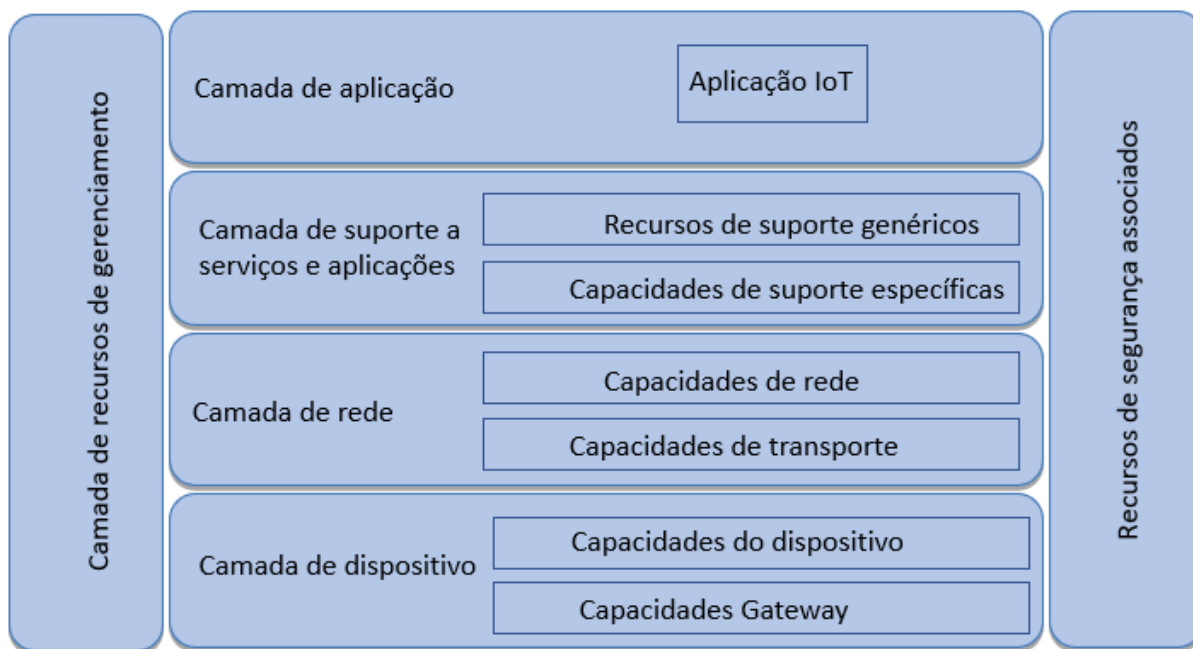 Camada de recursos de gerenciamento
Camada de aplicação
Aplicação IoT
Camada de suporte a
serviços e aplicações
Recursos de suporte genéricos
Capacidades de suporte específicas
Camada de rede
Capacidades de rede
Capacidades de transporte
Camada de dispositivo
Capacidades do dispositivo
Capacidades Gateway
Recursos de segurança associados